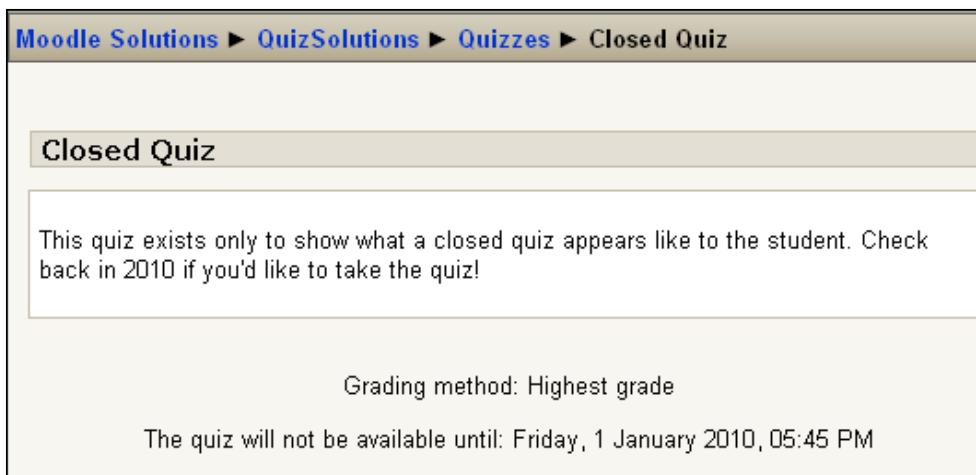 Moodle Solutions ► QuizSolutions ► Quizzes ► Closed Quiz
Closed Quiz
This quiz exists only to show what a closed quiz appears like to the student. Check
back in 2010 if you'd like to take the quiz!
Grading method: Highest grade
The quiz will not be available until: Friday, 1 January 2010, 05:45 PM